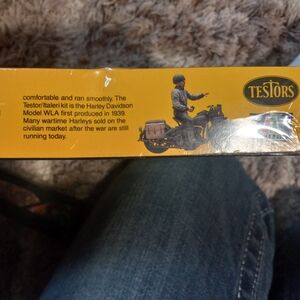 comfortable and ran smoothly. The
Testor/Italeri kit is the Harley Davidson
Model WLA first produced in 1939.
Many wartime Harleys sold on the
civilian market after the war are still
running today.
TESTORS